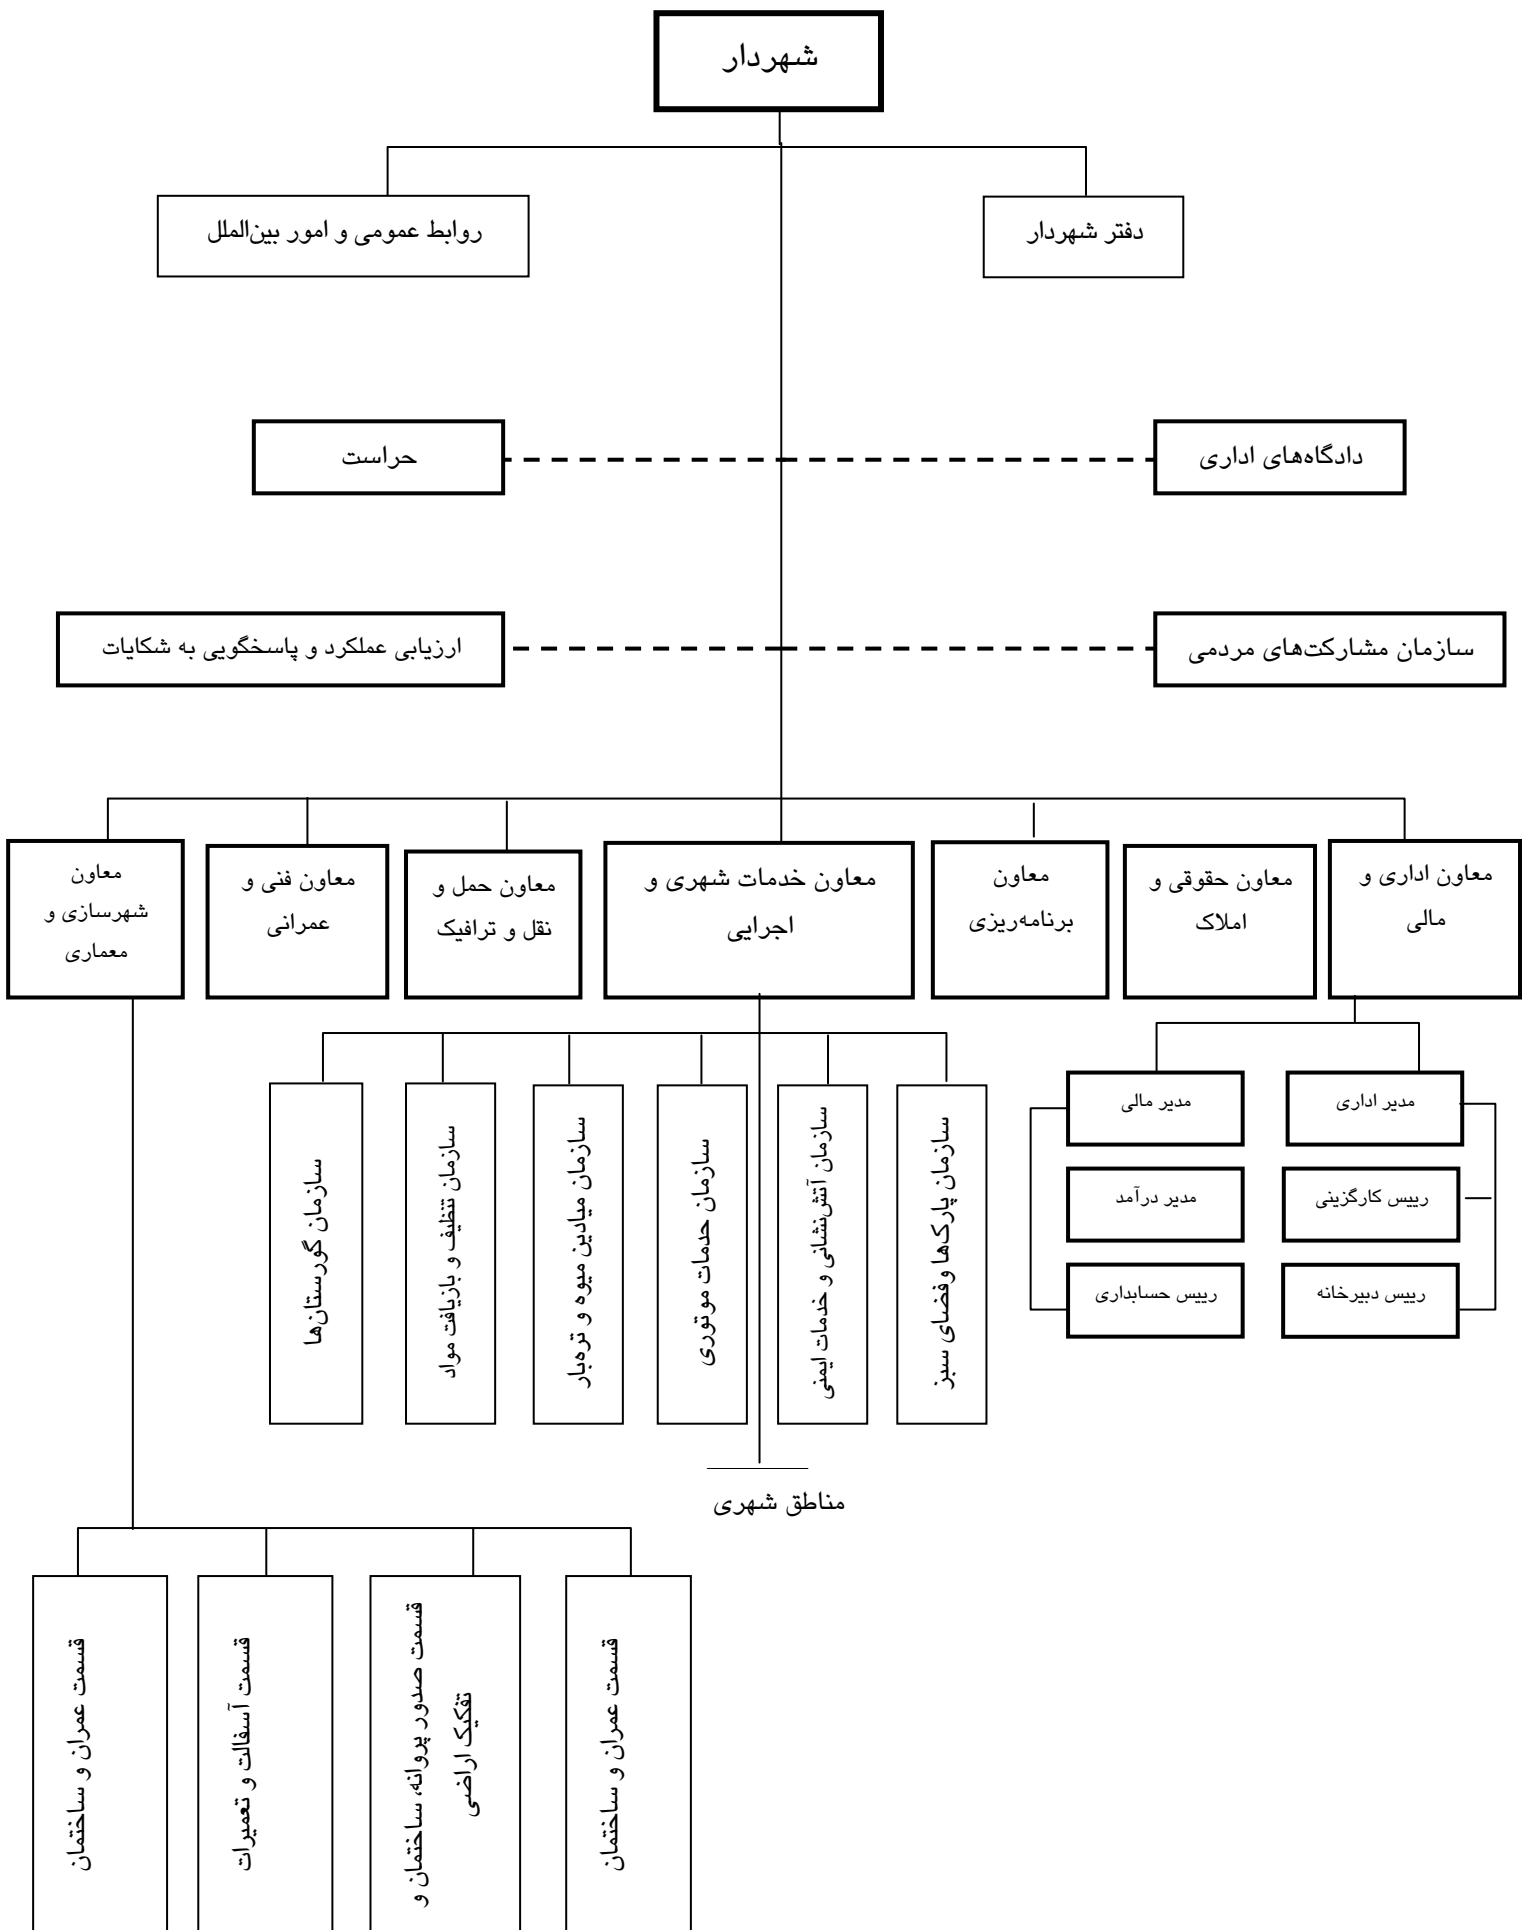 شهردار
دفتر شهردار
روابط عمومی و امور بین‌الملل
دادگاه‌های اداری
حراست
سازمان مشارکت‌های مردمی
ارزیابی عملکرد و پاسخگویی به شکایات
معاون اداری و
مالی
معاون حقوقی و
املاک
معاون
برنامه‌ریزی
معاون خدمات شهری و
اجرایی
معاون حمل و
نقل و ترافیک
معاون فنی و
عمرانی
معاون
شهرسازی و
معماری
مدیر اداری
مدیر مالی
رییس کارگزینی
مدیر درآمد
رییس دبیرخانه
رییس حسابداری
سازمان پارک‌ها وفضای سبز
سازمان آتش‌نشانی و خدمات ایمنی
سازمان خدمات موتوری
سازمان میادین میوه و تره‌بار
سازمان تنظیف و بازیافت مواد
سازمان گورستان‌ها
مناطق شهری
قسمت عمران و ساختمان
قسمت صدور پروانه، ساختمان و
تفکیک اراضی
قسمت آسفالت و تعمیرات
قسمت عمران و ساختمان